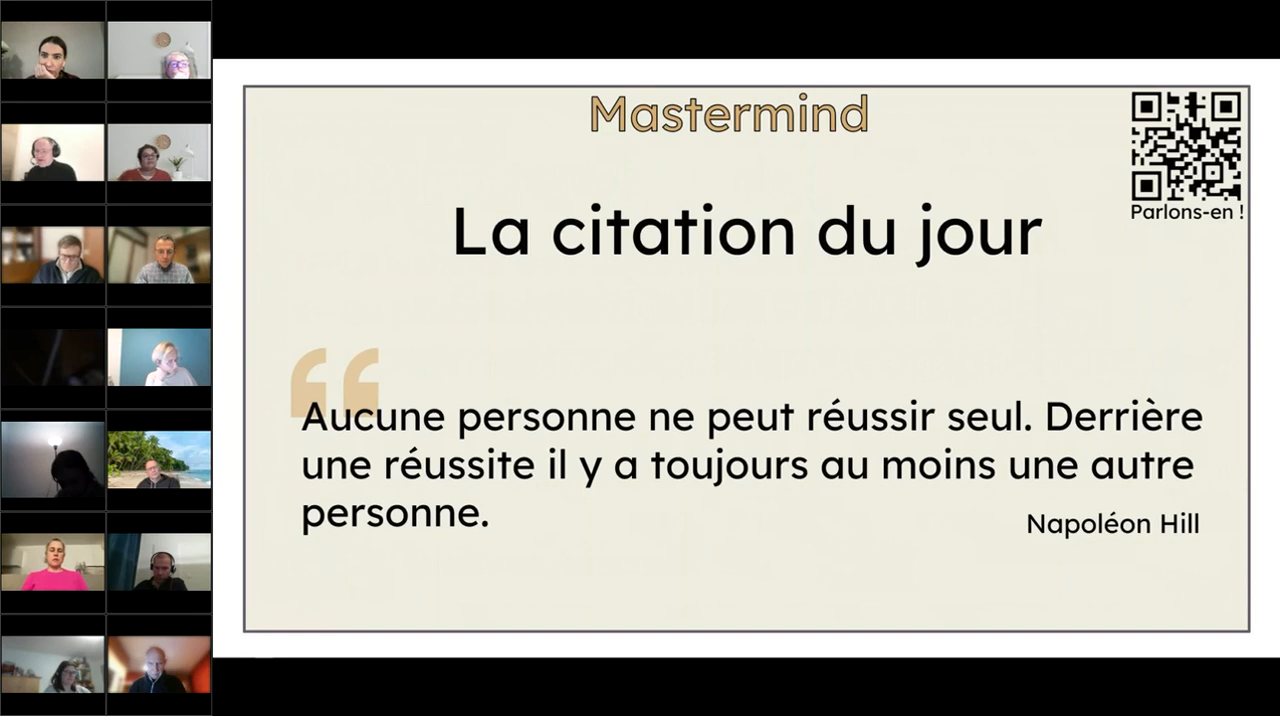 Mastermind
Parlons-en !
La citation du jour
Aucune personne ne peut réussir seul. Derrière
une réussite il y a toujours au moins une autre
personne.
Napoléon Hill